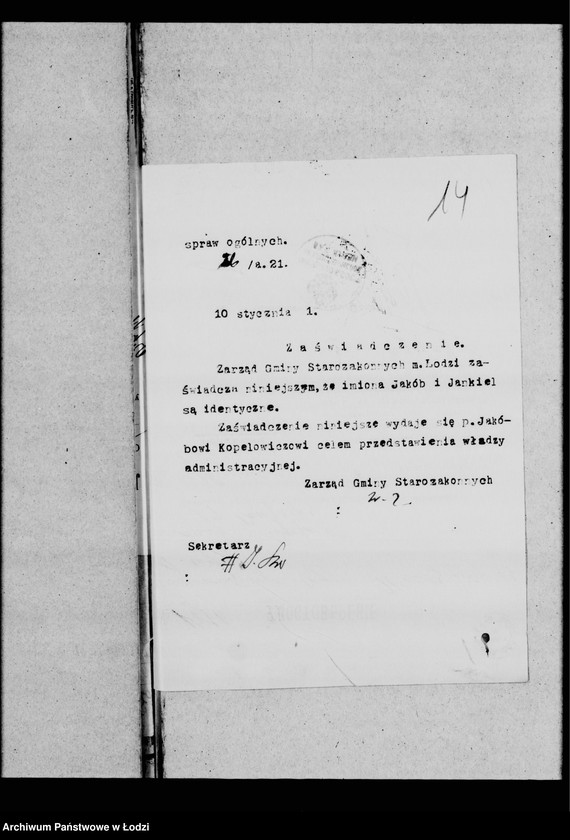 14
spraw ogólnych.
26 /a.21.
10 stycznia 1.
Zaświadczenie.
Zarząd Gminy Starozakonnych m.Łodzi za-
świadcza niniejszym, że imiona Jakób i Jankiel
są identyczne.
Zaświadczenie niniejsze wydaje się p.Jakó-
bowi Kopelowiczowi celem przedstawienia władzy
administracyjnej.
Zarząd Gminy Starozakonnych
:
Sekretarz
:
Archiwum Państwowe w Łodzi